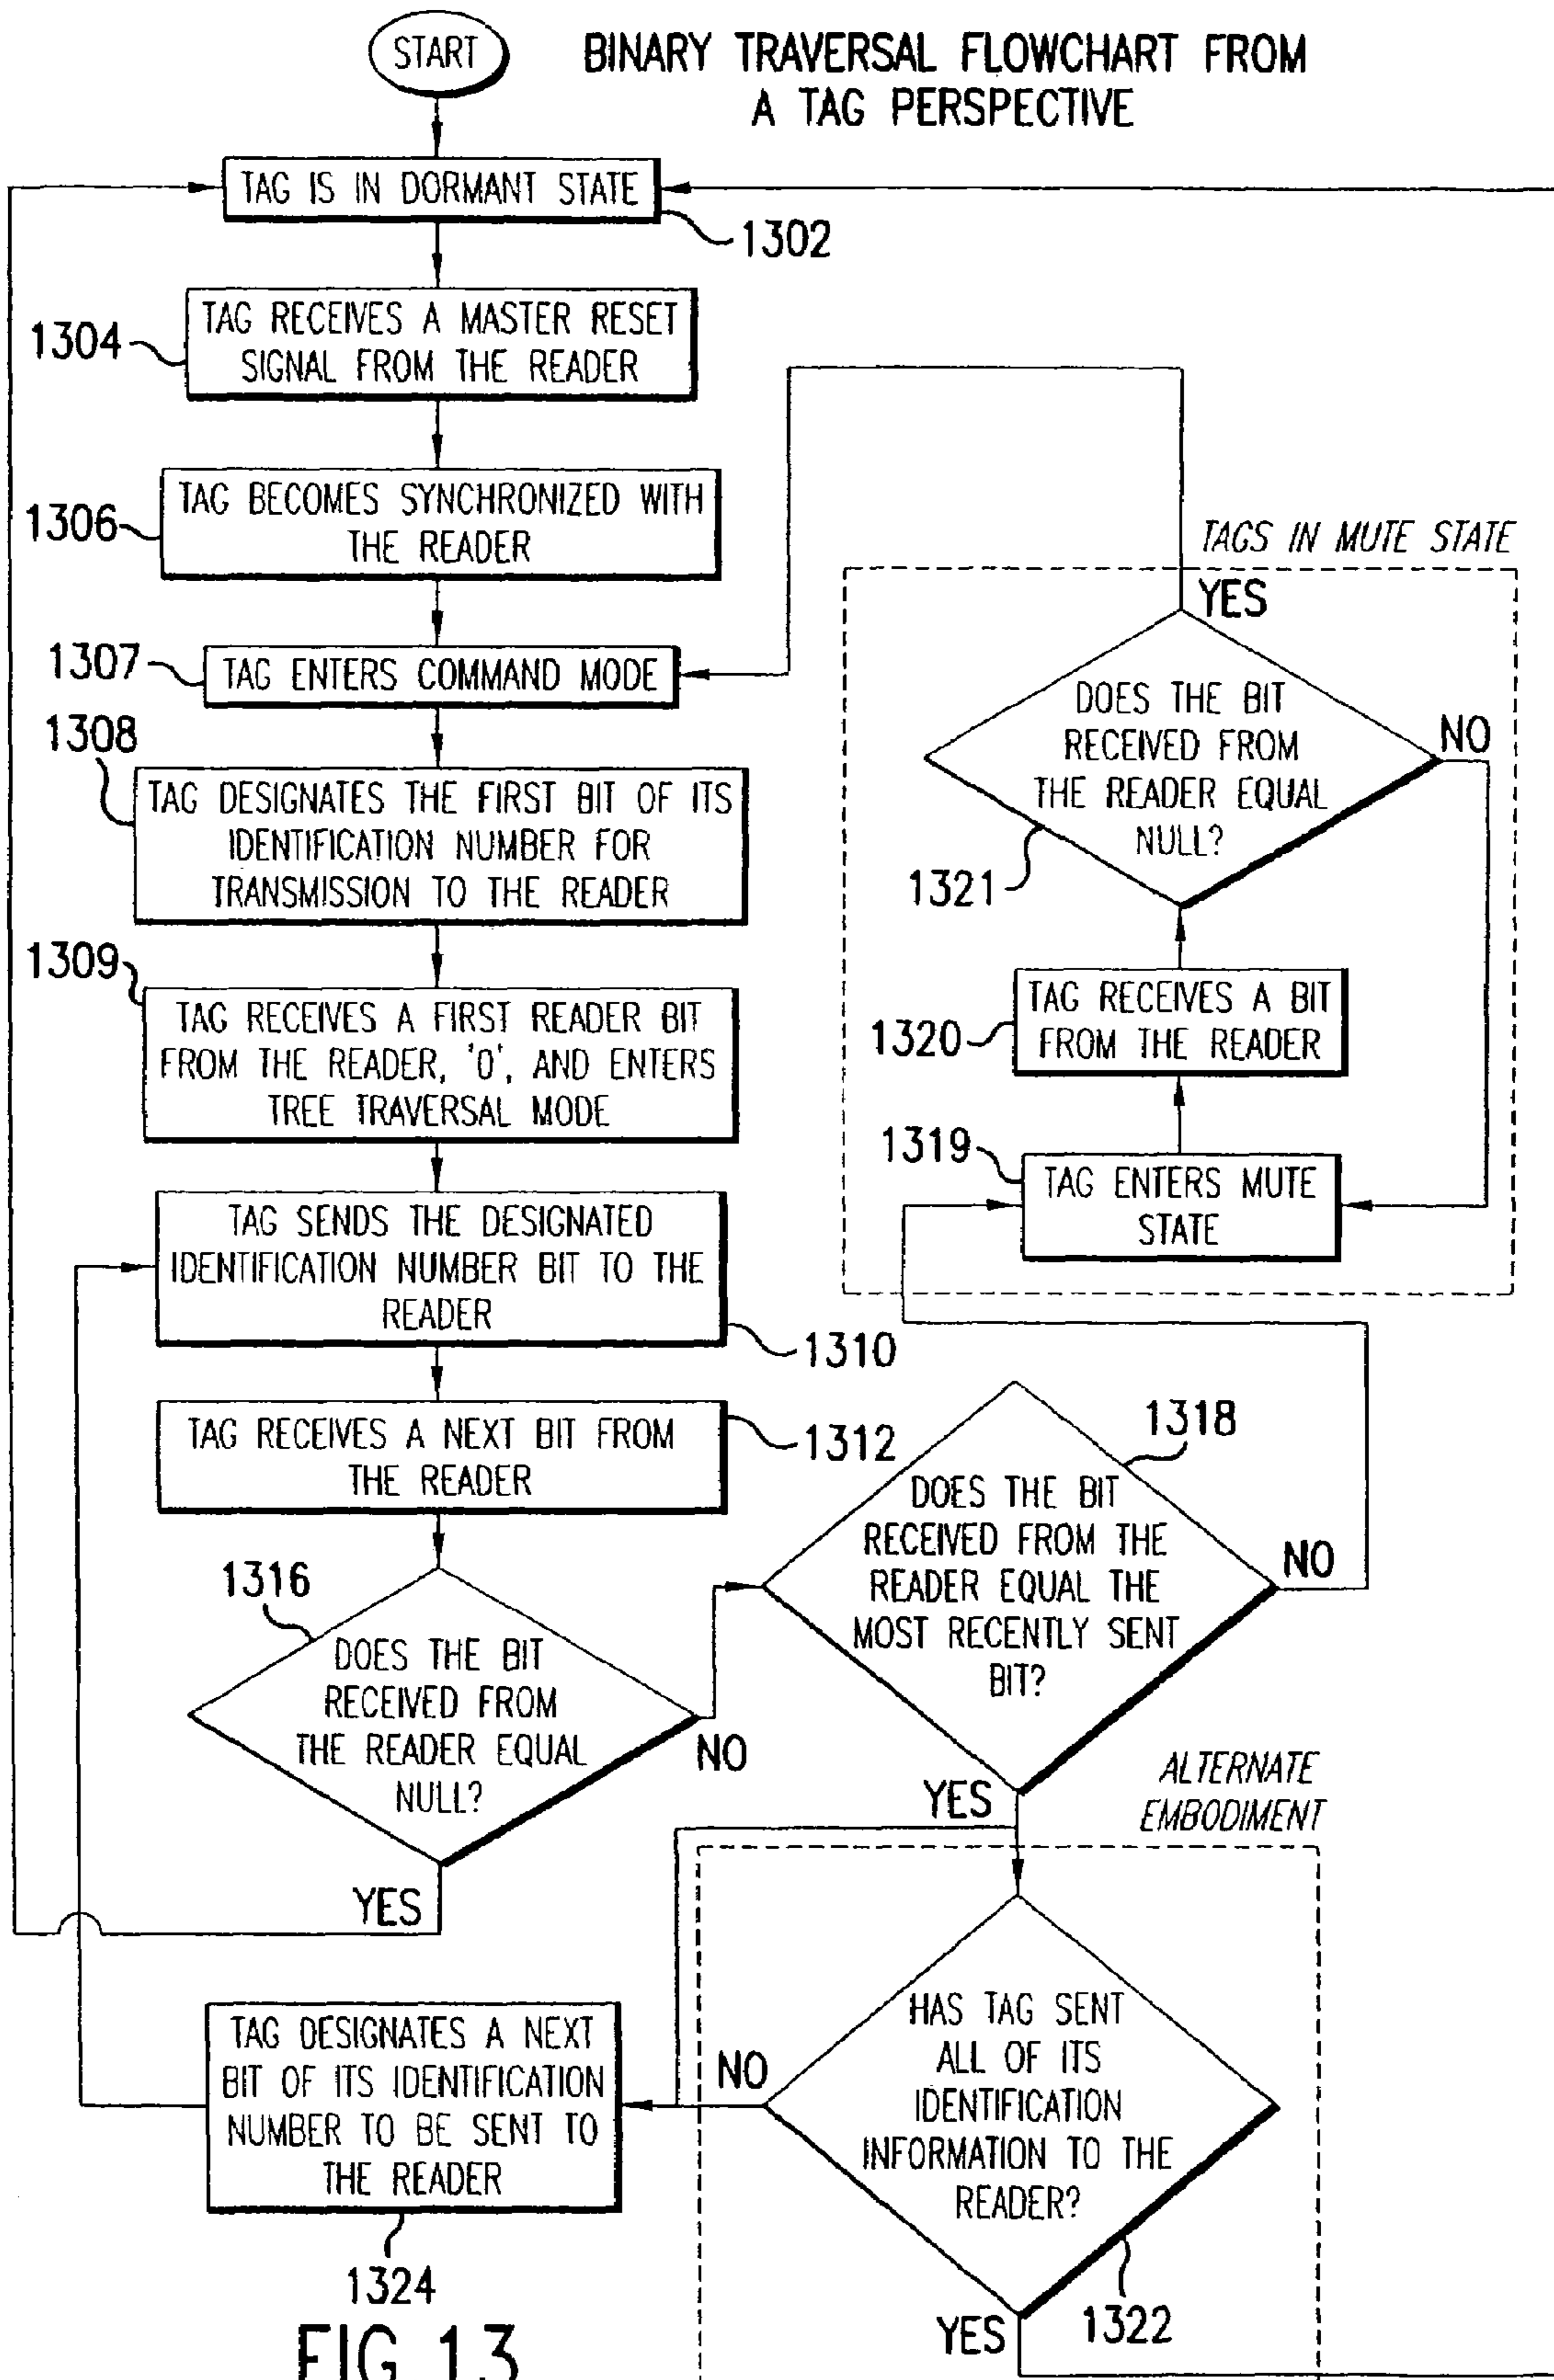 START
BINARY TRAVERSAL FLOWCHART FROM
A TAG PERSPECTIVE
TAG IS IN DORMANT STATE
1302
TAG RECEIVES A MASTER RESET
SIGNAL FROM THE READER
1304
TAG BECOMES SYNCHRONIZED WITH
THE READER
1306
TAG ENTERS COMMAND MODE
1307
1308
TAG DESIGNATES THE FIRST BIT OF ITS
IDENTIFICATION NUMBER FOR
TRANSMISSION TO THE READER
1309
TAG RECEIVES A FIRST READER BIT
FROM THE READER, '0', AND ENTERS
TREE TRAVERSAL MODE
TAG SENDS THE DESIGNATED
IDENTIFICATION NUMBER BIT TO THE
READER
1310
TAG RECEIVES A NEXT BIT FROM
THE READER
1312
1316
DOES THE BIT
RECEIVED FROM
THE READER EQUAL
NULL?
NO
YES
TAGS IN MUTE STATE
YES
DOES THE BIT
RECEIVED FROM
THE READER EQUAL
NULL?
NO
1321
TAG RECEIVES A BIT
FROM THE READER
1320
1319
TAG ENTERS MUTE
STATE
1318
DOES THE BIT
RECEIVED FROM THE
READER EQUAL THE
MOST RECENTLY SENT
BIT?
NO
YES
ALTERNATE
EMBODIMENT
HAS TAG SENT
ALL OF ITS
IDENTIFICATION
INFORMATION TO THE
READER?
NO
1322
YES
TAG DESIGNATES A NEXT
BIT OF ITS IDENTIFICATION
NUMBER TO BE SENT TO
THE READER
1324
FIG.13